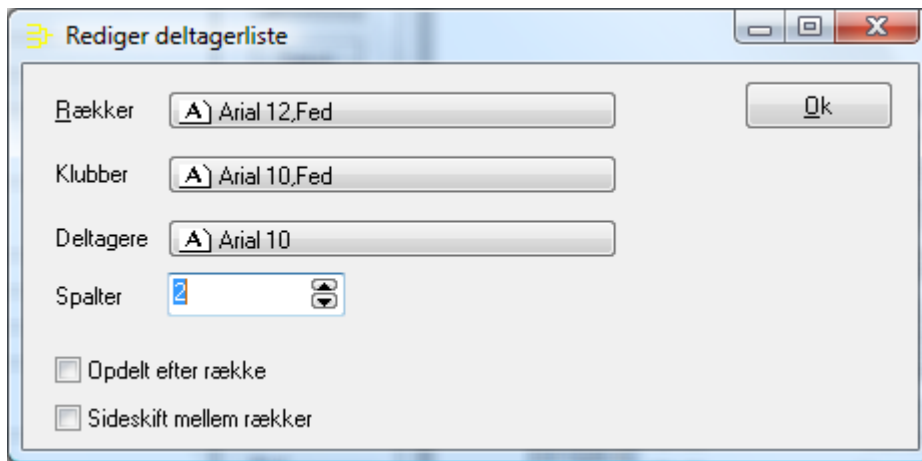 Rediger deltagerliste
Rækker A Arial 12,Fed Ok
Klubber A Arial 10,Fed
Deltagere A Arial 10
Spalter 2
Opdelt efter række
Sideskift mellem rækker